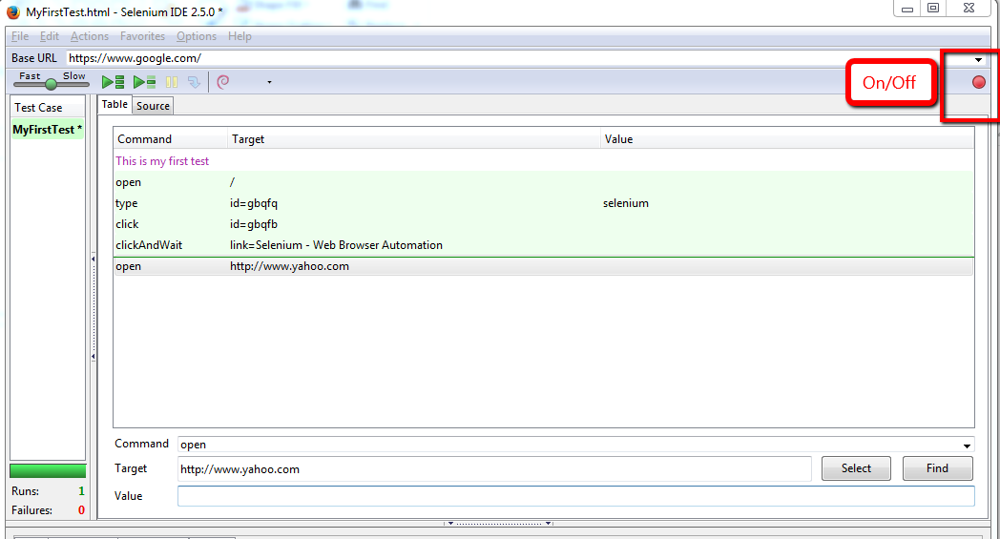 MyFirstTest.html - Selenium IDE 2.5.0 *
File Edit Actions Favorites Options Help
Base URL https://www.google.com/
Fast Slow
On/Off
Test Case
Table Source
MyFirstTest *
Command Target Value
This is my first test
open /
type id=gbqfq selenium
click id=gbqfb
clickAndWait link=Selenium - Web Browser Automation
open http://www.yahoo.com
Command open
Target http://www.yahoo.com Select Find
Value
Runs: 1
Failures: 0